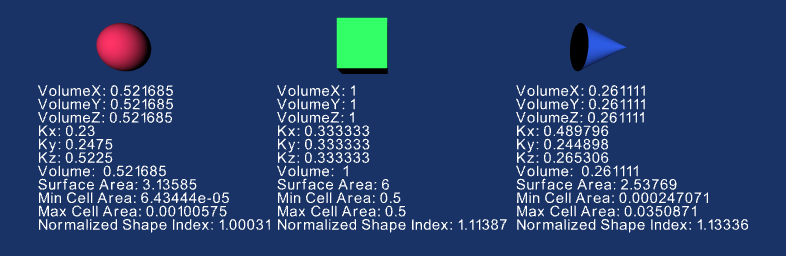 VolumeX: 0.521685
VolumeY: 0.521685
VolumeZ: 0.521685
Kx: 0.23
Ky: 0.2475
Kz: 0.5225
Volume:  0.521685
Surface Area: 3.13585
Min Cell Area: 6.43444e-05
Max Cell Area: 0.00100575
Normalized Shape Index: 1.00031
VolumeX: 1
VolumeY: 1
VolumeZ: 1
Kx: 0.333333
Ky: 0.333333
Kz: 0.333333
Volume:  1
Surface Area: 6
Min Cell Area: 0.5
Max Cell Area: 0.5
Normalized Shape Index: 1.11387
VolumeX: 0.261111
VolumeY: 0.261111
VolumeZ: 0.261111
Kx: 0.489796
Ky: 0.244898
Kz: 0.265306
Volume:  0.261111
Surface Area: 2.53769
Min Cell Area: 0.000247071
Max Cell Area: 0.0350871
Normalized Shape Index: 1.13336